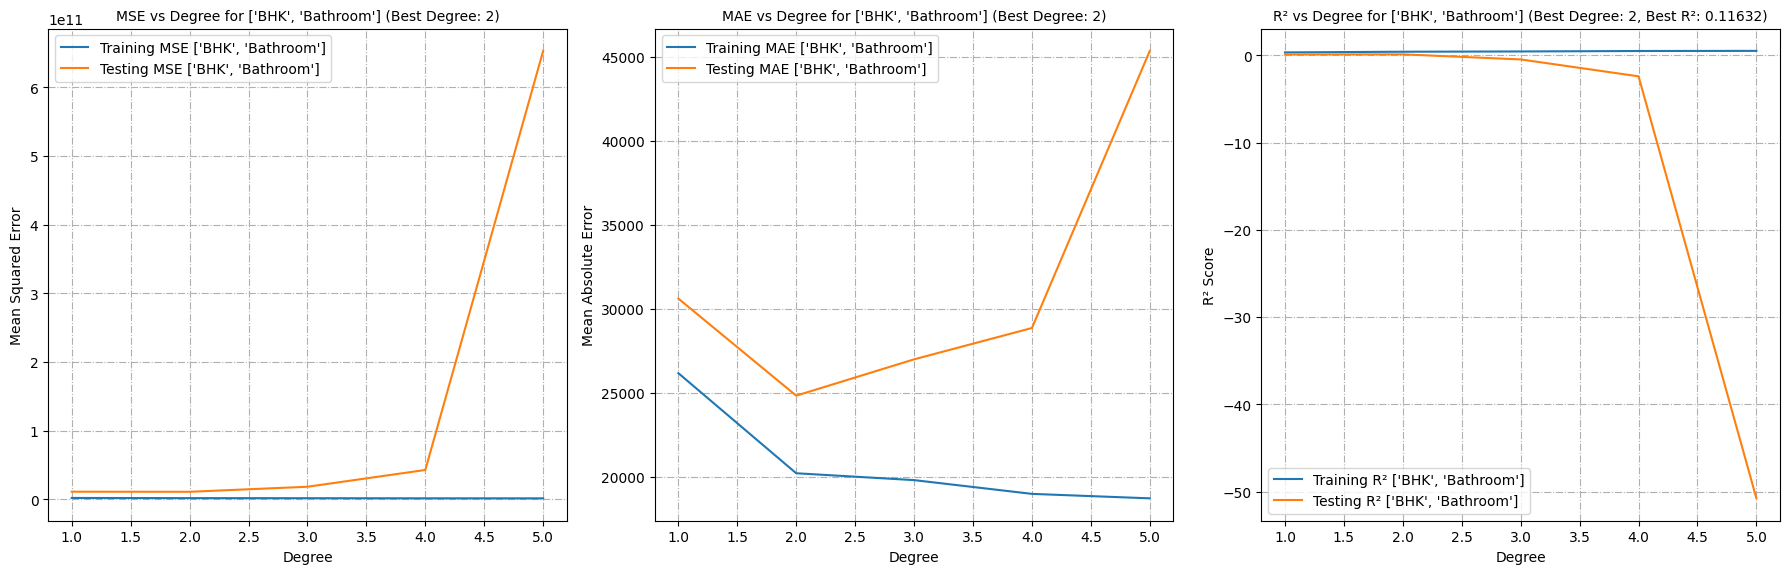 MSE vs Degree for ['BHK', 'Bathroom'] (Best Degree: 2)
1e11
Training MSE ['BHK', 'Bathroom']
Testing MSE ['BHK', 'Bathroom']
6
5
4
3
2
1
0
Mean Squared Error
1.0 1.5 2.0 2.5 3.0 3.5 4.0 4.5 5.0
Degree
MAE vs Degree for ['BHK', 'Bathroom'] (Best Degree: 2)
Training MAE ['BHK', 'Bathroom']
Testing MAE ['BHK', 'Bathroom']
45000
40000
35000
30000
25000
20000
Mean Absolute Error
1.0 1.5 2.0 2.5 3.0 3.5 4.0 4.5 5.0
Degree
R² vs Degree for ['BHK', 'Bathroom'] (Best Degree: 2, Best R²: 0.11632)
0
−10
−20
−30
−40
−50
R² Score
Training R² ['BHK', 'Bathroom']
Testing R² ['BHK', 'Bathroom']
1.0 1.5 2.0 2.5 3.0 3.5 4.0 4.5 5.0
Degree